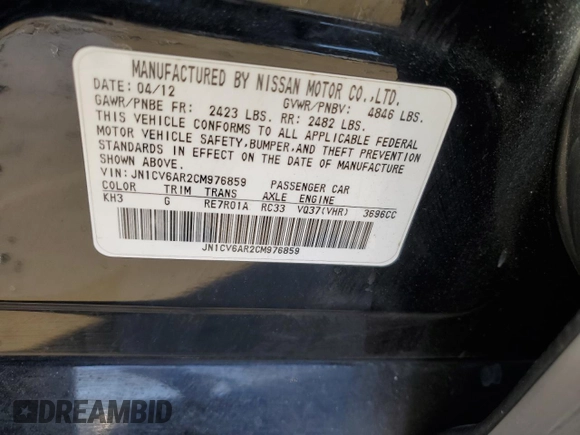 MANUFACTURED BY NISSAN MOTOR CO.,LTD.
DATE: 04/12 GVWR/PNBV: 4846 LBS.
GAWR/PNBE FR: 2423 LBS. RR: 2482 LBS.
THIS VEHICLE CONFORMS TO ALL APPLICABLE FEDERAL
MOTOR VEHICLE SAFETY,BUMPER,AND THEFT PREVENTION
STANDARDS IN EFFECT ON THE DATE OF MANUFACTURE
SHOWN ABOVE.
VIN: JN1CV6AR2CM976859 PASSENGER CAR
COLOR TRIM TRANS AXLE ENGINE
KH3 G RE7R01A RC33 VQ37(VHR) 3696CC
JN1CV6AR2CM976859
DREAMBID